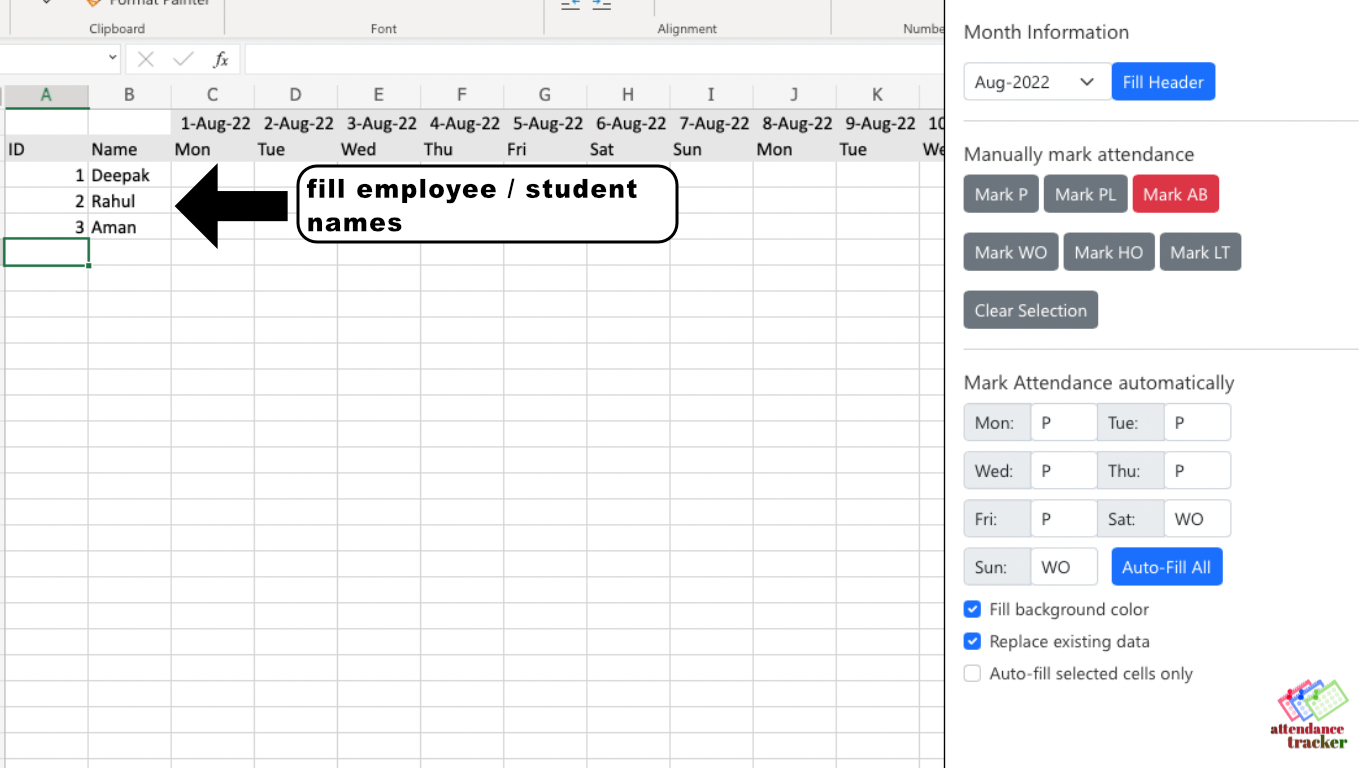 Format Painter
Clipboard
Font
Alignment
Numbe
fx
A B C D E F G H I J K
1-Aug-22 2-Aug-22 3-Aug-22 4-Aug-22 5-Aug-22 6-Aug-22 7-Aug-22 8-Aug-22 9-Aug-22 10
ID Name Mon Tue Wed Thu Fri Sat Sun Mon Tue We
1 Deepak
2 Rahul
3 Aman
fill employee / student
names
Month Information
Aug-2022 Fill Header
Manually mark attendance
Mark P Mark PL Mark AB
Mark WO Mark HO Mark LT
Clear Selection
Mark Attendance automatically
Mon: P Tue: P
Wed: P Thu: P
Fri: P Sat: WO
Sun: WO Auto-Fill All
Fill background color
Replace existing data
Auto-fill selected cells only
attendance
tracker